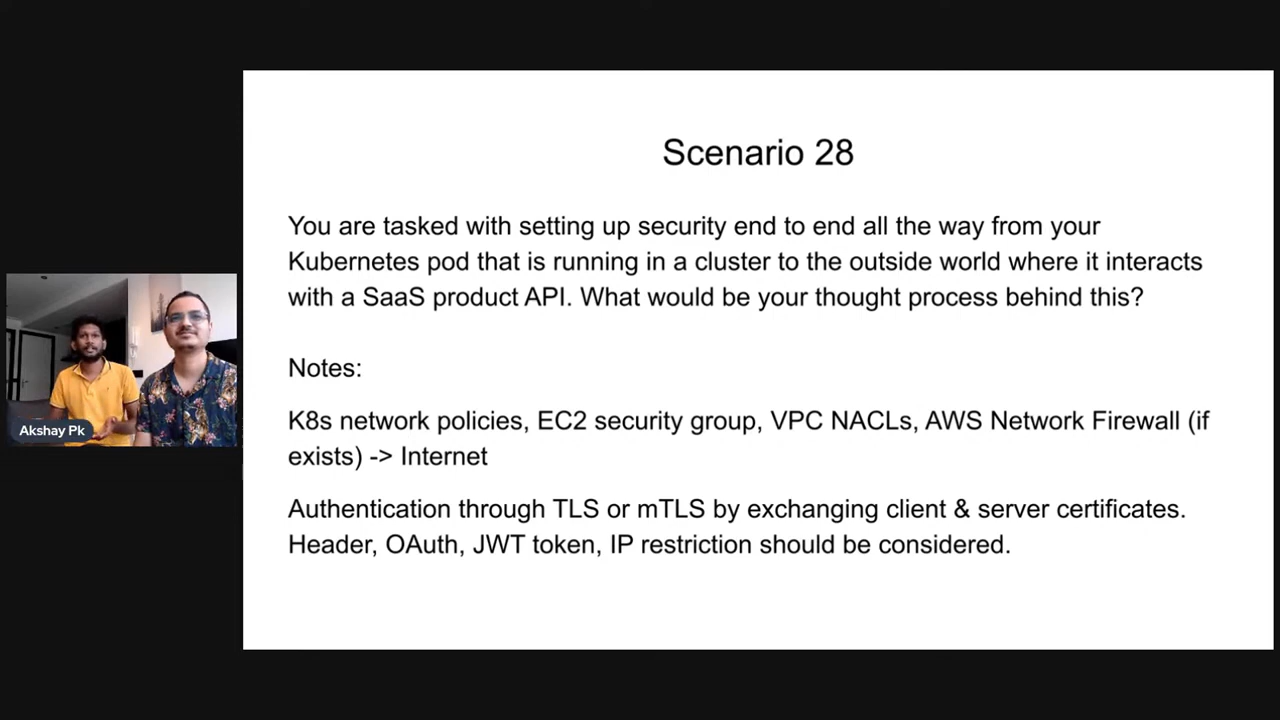 Scenario 28
You are tasked with setting up security end to end all the way from your
Kubernetes pod that is running in a cluster to the outside world where it interacts
with a SaaS product API. What would be your thought process behind this?
Notes:
K8s network policies, EC2 security group, VPC NACLs, AWS Network Firewall (if
exists) -> Internet
Authentication through TLS or mTLS by exchanging client & server certificates.
Header, OAuth, JWT token, IP restriction should be considered.
Akshay Pk